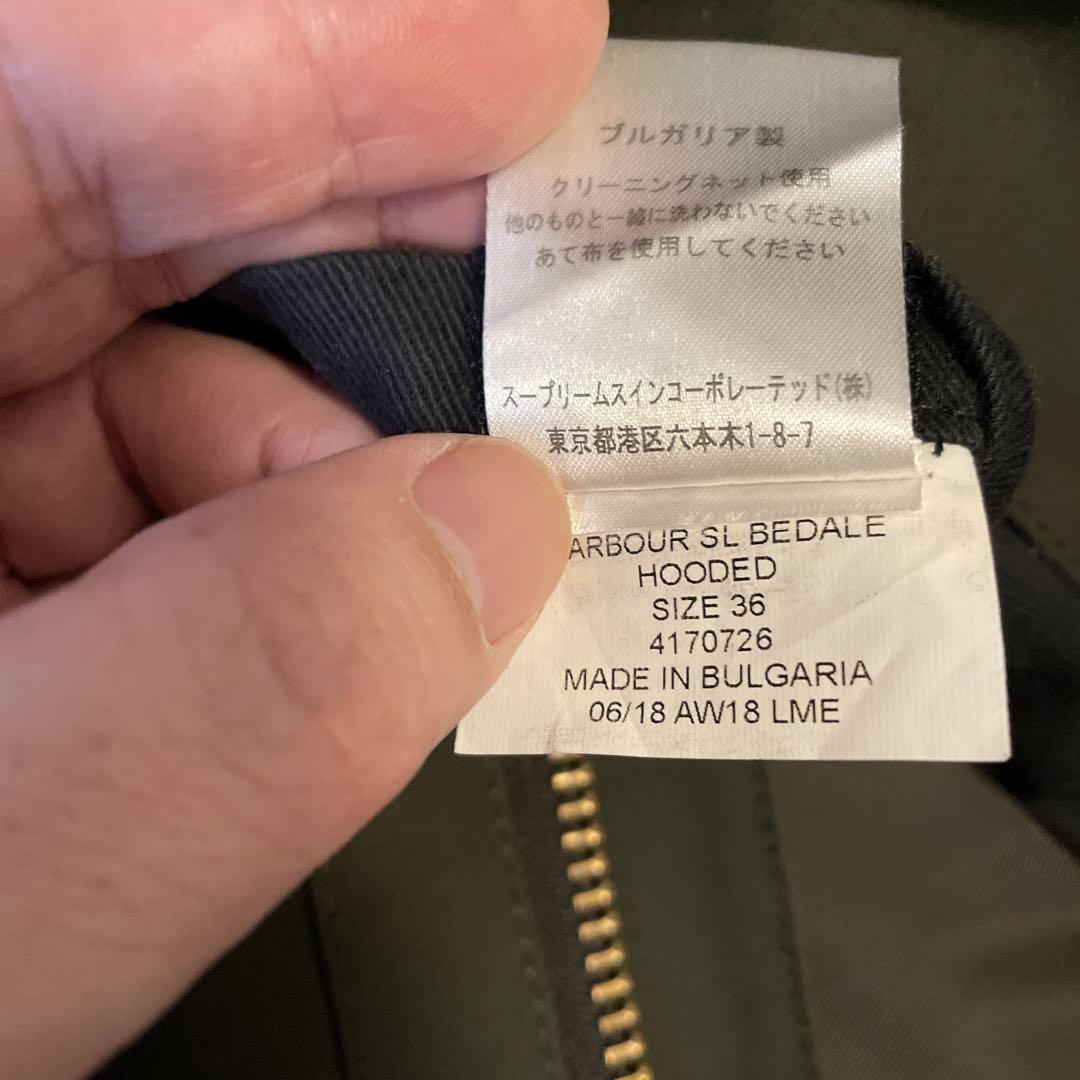 ブルガリア製
クリーニングネット使用
他のものと一緒に洗わないでください
あて布を使用してください
スープリームスインコーポレーテッド(株)
東京都港区六本木1-8-7
ARBOUR SL BEDALE
HOODED
SIZE 36
4170726
MADE IN BULGARIA
06/18 AW18 LME